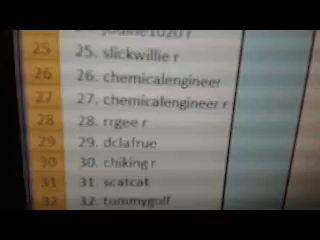 jodine1020 r
25 25. slickwillie r
26 26. chemicalengineer
27 27. chemicalengineer r
28 28. rrgee r
29 29. dclafrue
30 30. chiking r
31 31. scatcat
32 32. tommygolf